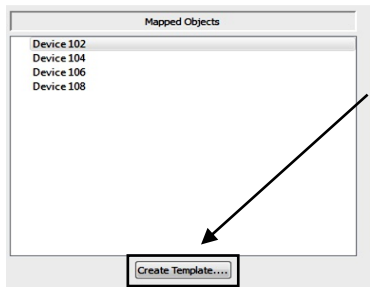 Mapped Objects
Device 102
Device 104
Device 106
Device 108
Create Template....